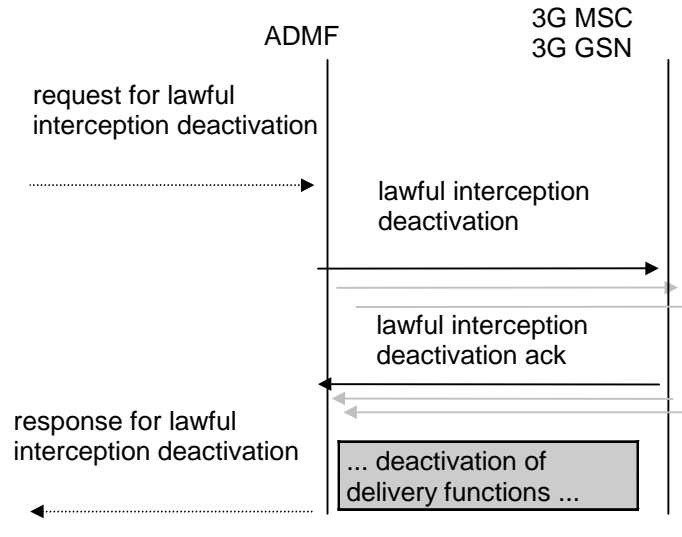 ADMF
3G MSC
3G GSN
request for lawful
interception deactivation
lawful interception
deactivation
lawful interception
deactivation ack
response for lawful
interception deactivation
... deactivation of
delivery functions ...